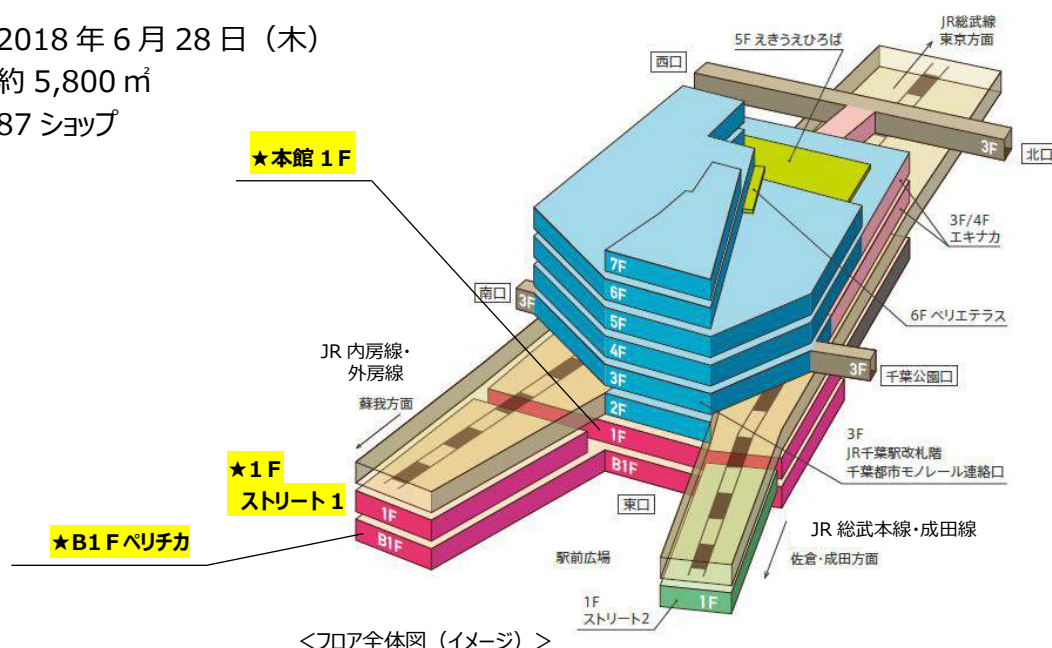 2018 年 6 月 28 日（木）
約 5,800 ㎡
87 ショップ
JR総武線
東京方面
5F えきうえひろば
西口
3F
北口
★本館 1F
3F/4F
エキナカ
7F
6F
5F
4F
3F
2F
1F
B1F
南口
3F
6F ペリエテラス
JR 内房線・
外房線
蘇我方面
3F
千葉公園口
3F
JR千葉駅改札階
千葉都市モノレール連絡口
★1F
ストリート 1
1F
B1F
東口
★B1F ペリチカ
JR 総武本線・成田線
佐倉・成田方面
駅前広場
1F
1F
ストリート2
＜フロア全体図（イメージ）＞